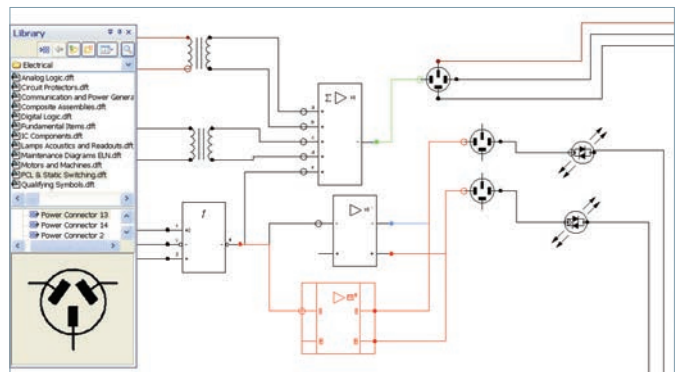 Library
Electrical
Analog Logic.dft
Circuit Protectors.dft
Communication and Power Genera
Composite Assemblies.dft
Digital Logic.dft
Fundamental Items.dft
IC Components.dft
Lamps Acoustics and Readouts.dft
Maintenance Diagrams EUN.dft
Motors and Machines.dft
PCL & Static Switching.dft
Qualifying Symbols.dft
Power Connector 13
Power Connector 14
Power Connector 2
a
b
c
d
e
Σ